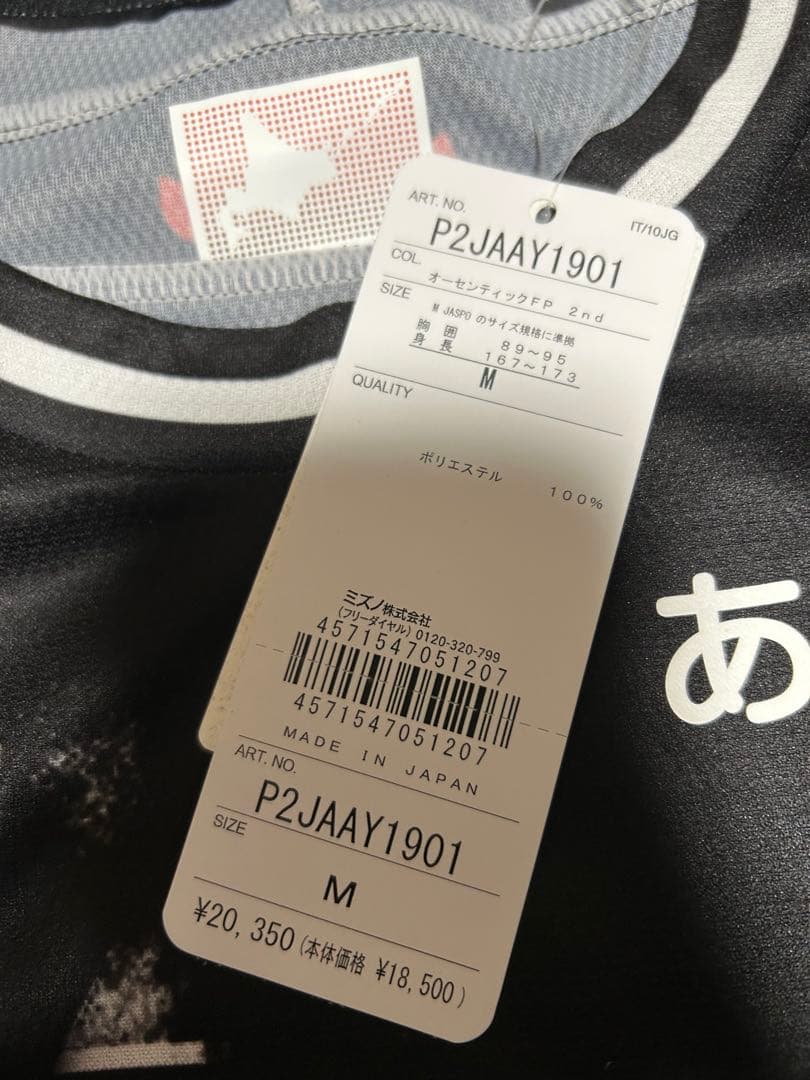 IT/10JG
ART. NO.
P2JAAY1901
COL.
オーセンティックFP 2nd
SIZE
M JASPO のサイズ規格に準拠
胸囲 89～95
身長 167～173
M
QUALITY
ポリエステル 100%
ミズノ株式会社
(フリーダイヤル) 0120-320-799
4571547051207
4571547051207
MADE IN JAPAN
ART. NO.
P2JAAY1901
SIZE
M
¥20,350(本体価格 ¥18,500)
あ